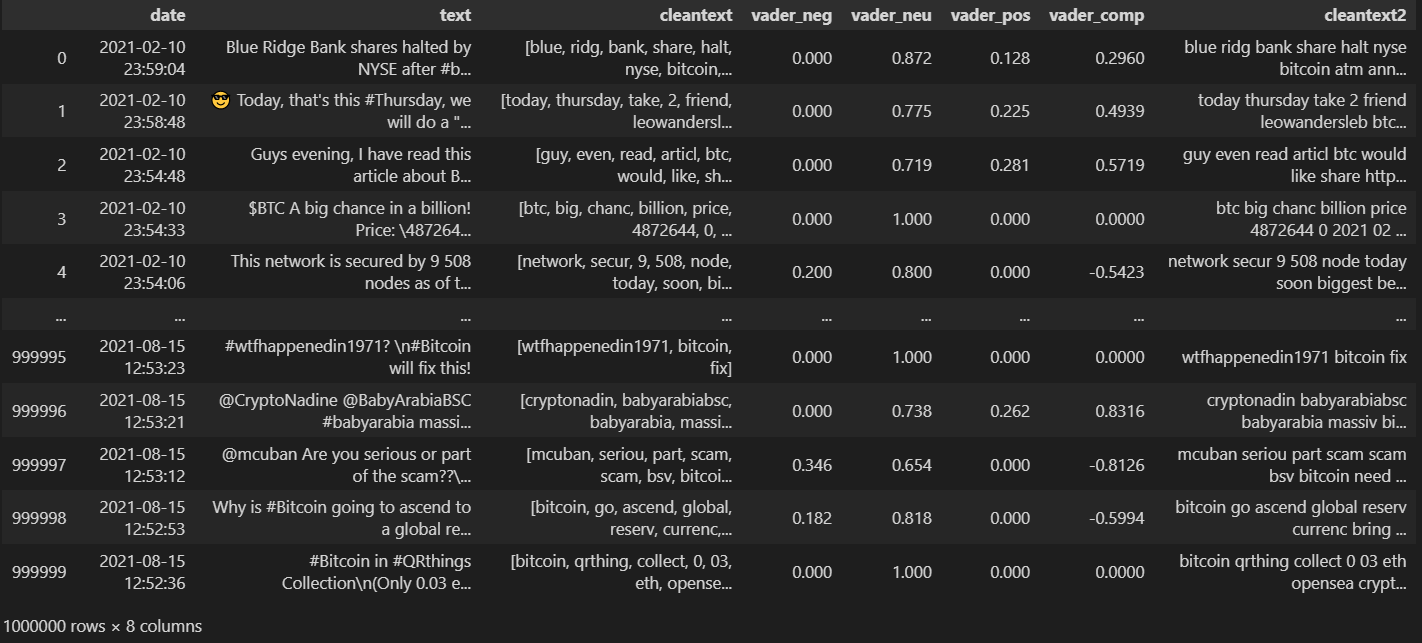 date text cleantext vader_neg vader_neu vader_pos vader_comp cleantext2
0 2021-02-10 23:59:04 Blue Ridge Bank shares halted by NYSE after #b... [blue, ridg, bank, share, halt, nyse, bitcoin,... 0.000 0.872 0.128 0.2960 blue ridg bank share halt nyse bitcoin atm ann...
1 2021-02-10 23:58:48 😎 Today, that's this #Thursday, we will do a "... [today, thursday, take, 2, friend, leowandersl... 0.000 0.775 0.225 0.4939 today thursday take 2 friend leowandersleb btc...
2 2021-02-10 23:54:48 Guys evening, I have read this article about B... [guy, even, read, articl, btc, would, like, sh... 0.000 0.719 0.281 0.5719 guy even read articl btc would like share http...
3 2021-02-10 23:54:33 $BTC A big chance in a billion! Price: \487264... [btc, big, chanc, billion, price, 4872644, 0, ... 0.000 1.000 0.000 0.0000 btc big chanc billion price 4872644 0 2021 02 ...
4 2021-02-10 23:54:06 This network is secured by 9 508 nodes as of t... [network, secur, 9, 508, node, today, soon, bi... 0.200 0.800 0.000 -0.5423 network secur 9 508 node today soon biggest be...
... ... ... ... ... ... ... ... ...
999995 2021-08-15 12:53:23 #wtfhappenedin1971? \n#Bitcoin will fix this! [wtfhappenedin1971, bitcoin, fix] 0.000 1.000 0.000 0.0000 wtfhappenedin1971 bitcoin fix
999996 2021-08-15 12:53:21 @CryptoNadine @BabyArabiaBSC #babyarabia massi... [cryptonadin, babyarabiabsc, babyarabia, massi... 0.000 0.738 0.262 0.8316 cryptonadin babyarabiabsc babyarabia massiv bi...
999997 2021-08-15 12:53:12 @mcuban Are you serious or part of the scam??\... [mcuban, seriou, part, scam, scam, bsv, bitcoi... 0.346 0.654 0.000 -0.8126 mcuban seriou part scam scam bsv bitcoin need ...
999998 2021-08-15 12:52:53 Why is #Bitcoin going to ascend to a global re... [bitcoin, go, ascend, global, reserv, currenc,... 0.182 0.818 0.000 -0.5994 bitcoin go ascend global reserv currenc bring ...
999999 2021-08-15 12:52:36 #Bitcoin in #QRthings Collection\n(Only 0.03 e... [bitcoin, qrthing, collect, 0, 03, eth, opense... 0.000 1.000 0.000 0.0000 bitcoin qrthing collect 0 03 eth opensea crypt...
1000000 rows × 8 columns